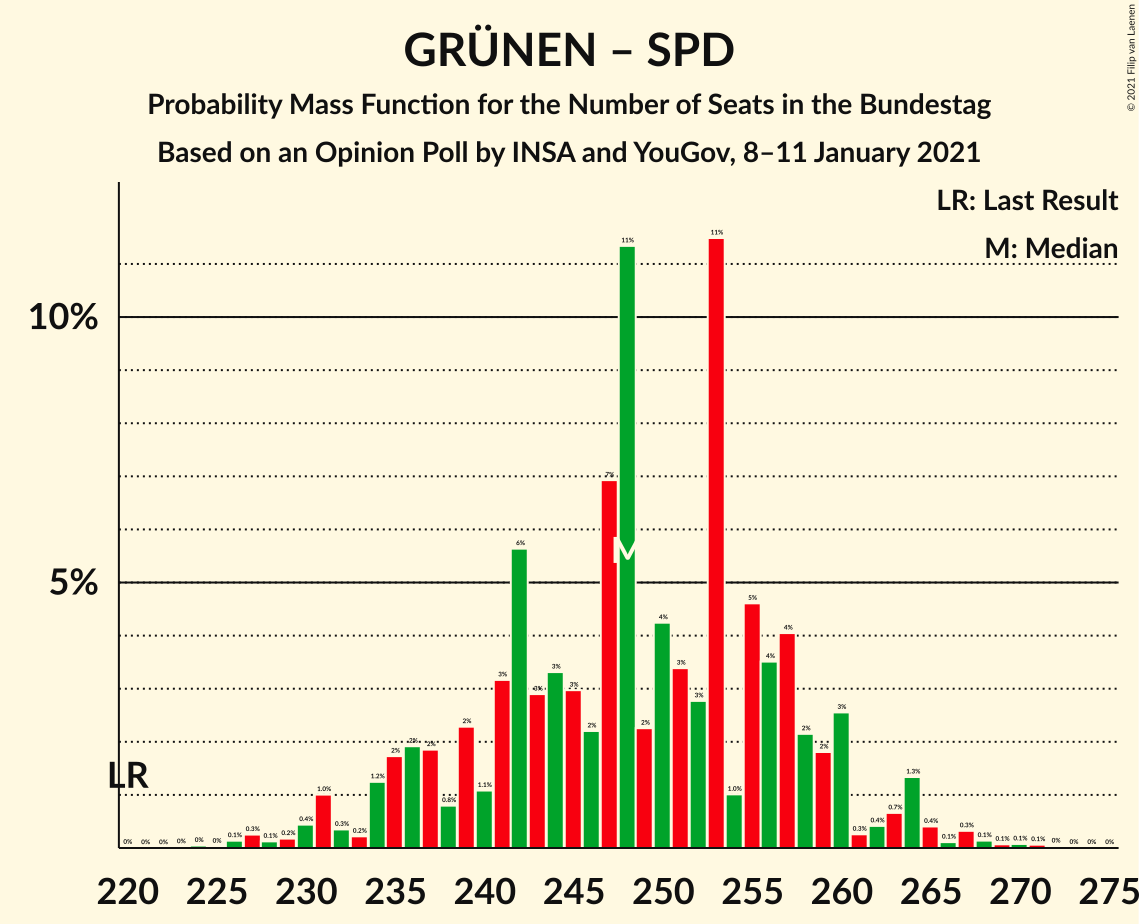 GRÜNEN – SPD
Probability Mass Function for the Number of Seats in the Bundestag
Based on an Opinion Poll by INSA and YouGov, 8–11 January 2021
© 2021 Filip van Laenen
LR: Last Result
M: Median
10%
5%
LR
M
0% 0% 0% 0% 0% 0% 0.1% 0.3% 0.1% 0.2% 0.4% 1.0% 0.3% 0.2% 1.2% 2% 2% 2% 0.8% 2% 1.1% 3% 6% 3% 3% 3% 2% 7% 11% 2% 4% 3% 3% 11% 1.0% 5% 4% 4% 2% 2% 3% 0.3% 0.4% 0.7% 1.3% 0.4% 0.1% 0.3% 0.1% 0.1% 0.1% 0.1% 0% 0% 0% 0%
220 225 230 235 240 245 250 255 260 265 270 275